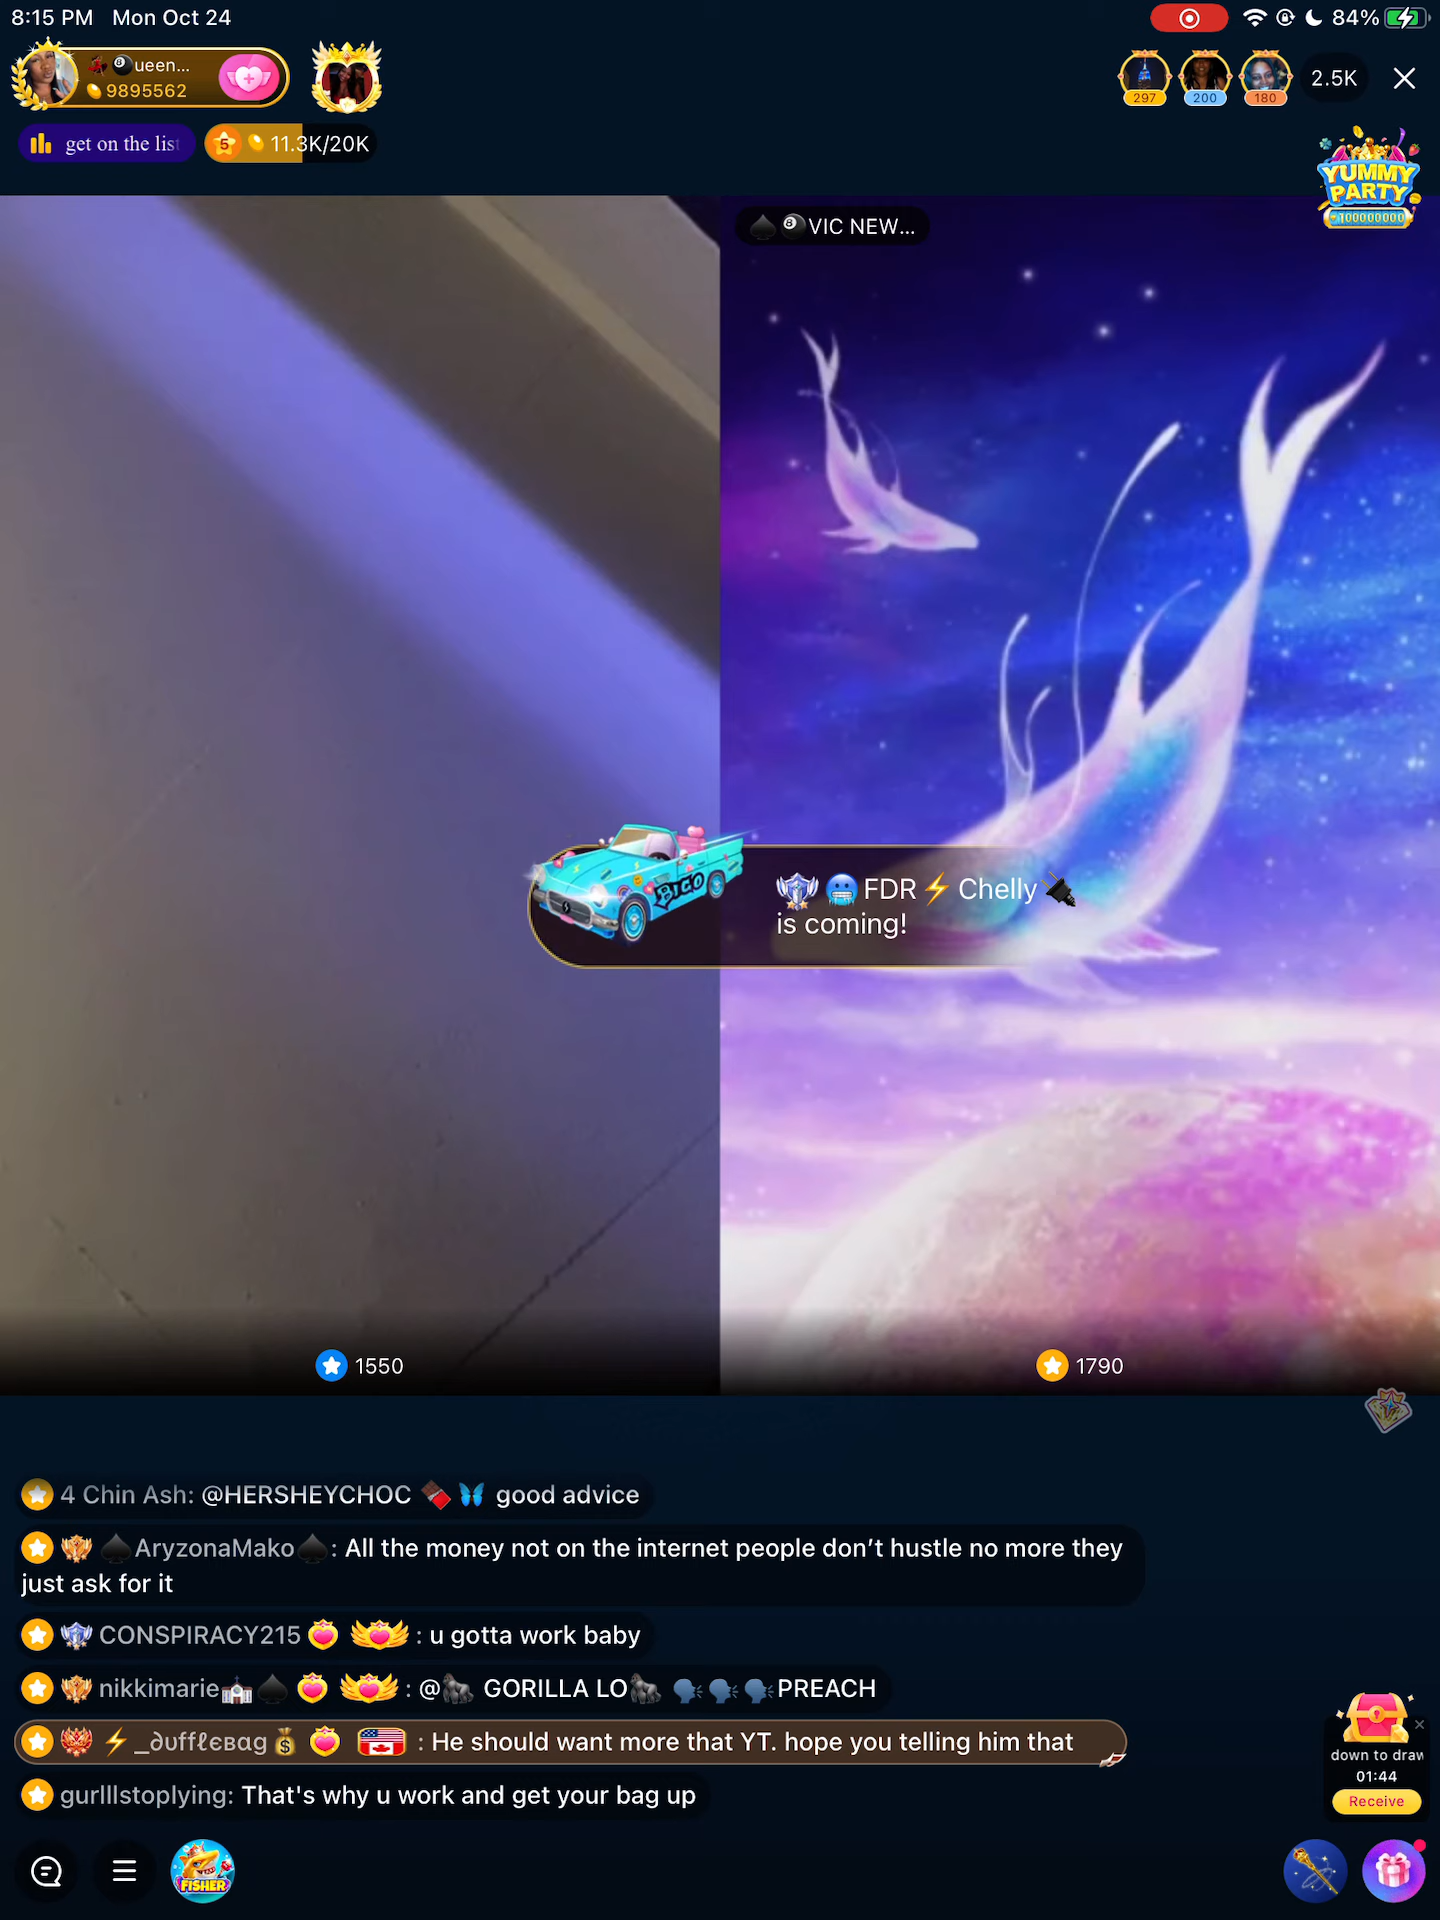 8:15 PM Mon Oct 24
84%
ueen...
9895562
297
200
180
2.5K
get on the list
5
11.3K/20K
YUMMY
PARTY
100000000
VIC NEW...
BIGO
FDR Chelly
is coming!
1550
1790
4 Chin Ash: @HERSHEYCHOC good advice
AryzonaMako: All the money not on the internet people don't hustle no more they
just ask for it
CONSPIRACY215 : u gotta work baby
nikkimarie : @ GORILLA LO PREACH
_∂υffℓєвαg : He should want more that YT. hope you telling him that
gurlllstoplying: That's why u work and get your bag up
down to draw
01:44
Receive
FISHER